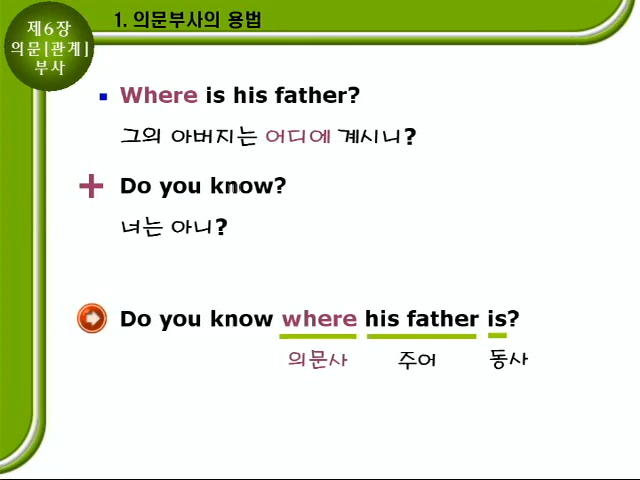 제6장
의문[관계]
부사
1. 의문부사의 용법
Where is his father?
그의 아버지는 어디에 계시니?
+ Do you know?
너는 아니?
Do you know where his father is?
의문사 주어 동사